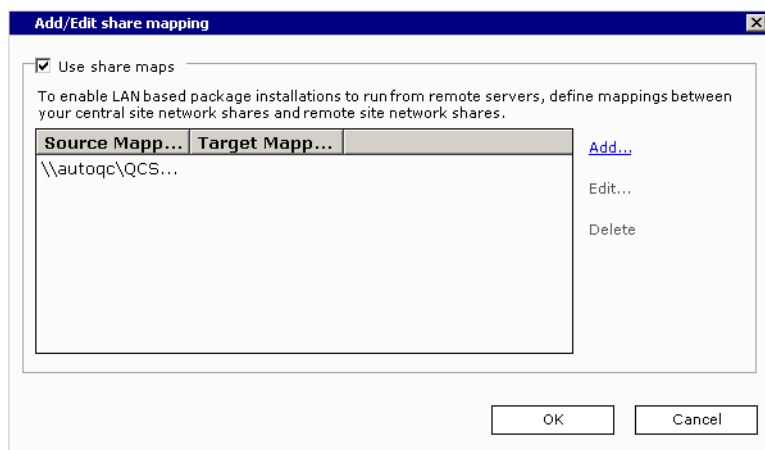 Add/Edit share mapping
Use share maps
To enable LAN based package installations to run from remote servers, define mappings between
your central site network shares and remote site network shares.
Source Mapp... Target Mapp...
\\autoqc\QCS...
Add...
Edit...
Delete
OK Cancel